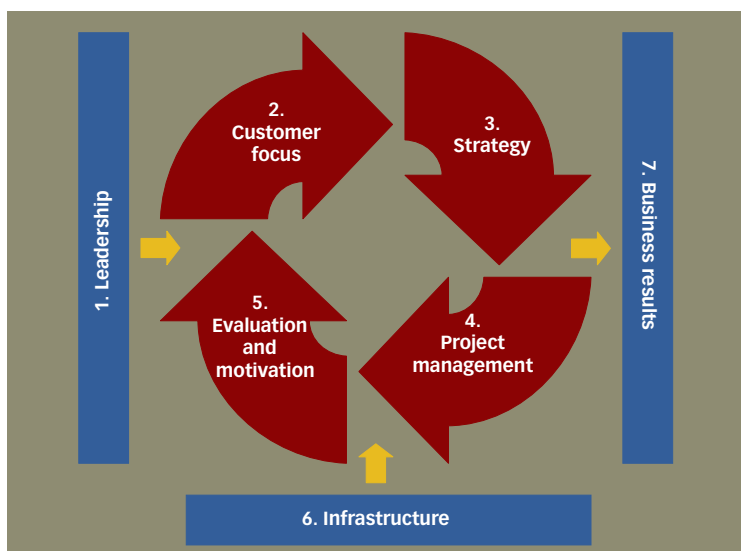 1. Leadership
2.
Customer
focus
3.
Strategy
4.
Project
management
5.
Evaluation
and
motivation
6. Infrastructure
7. Business results